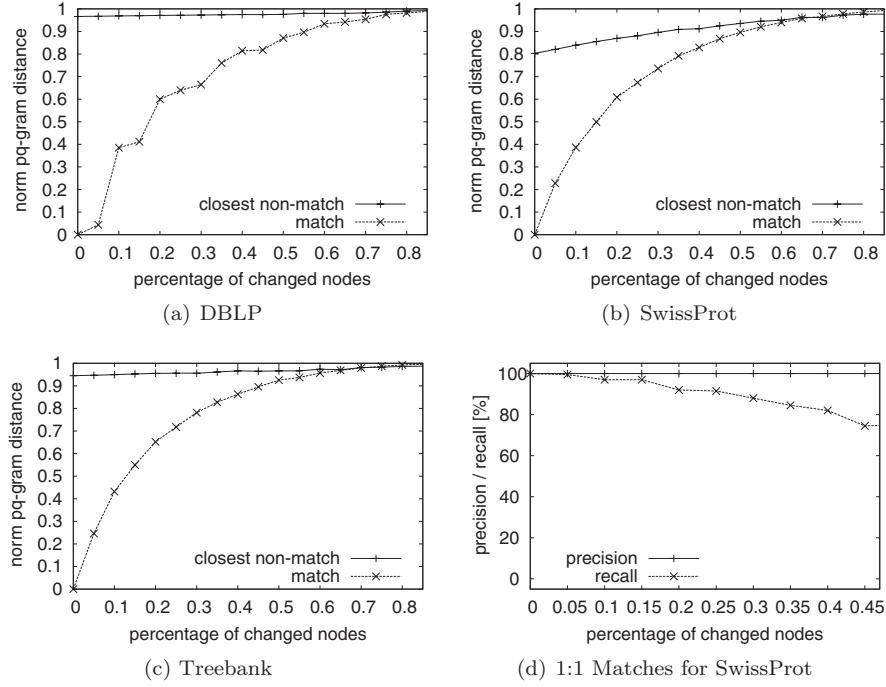 norm pq-gram distance
1
0.9
0.8
0.7
0.6
0.5
0.4
0.3
0.2
0.1
0
closest non-match
match
0 0.1 0.2 0.3 0.4 0.5 0.6 0.7 0.8
percentage of changed nodes
(a) DBLP
norm pq-gram distance
1
0.9
0.8
0.7
0.6
0.5
0.4
0.3
0.2
0.1
0
closest non-match
match
0 0.1 0.2 0.3 0.4 0.5 0.6 0.7 0.8
percentage of changed nodes
(b) SwissProt
norm pq-gram distance
1
0.9
0.8
0.7
0.6
0.5
0.4
0.3
0.2
0.1
0
closest non-match
match
0 0.1 0.2 0.3 0.4 0.5 0.6 0.7 0.8
percentage of changed nodes
(c) Treebank
precision / recall [%]
100
80
60
40
20
0
precision
recall
0 0.05 0.1 0.15 0.2 0.25 0.3 0.35 0.4 0.45
percentage of changed nodes
(d) 1:1 Matches for SwissProt